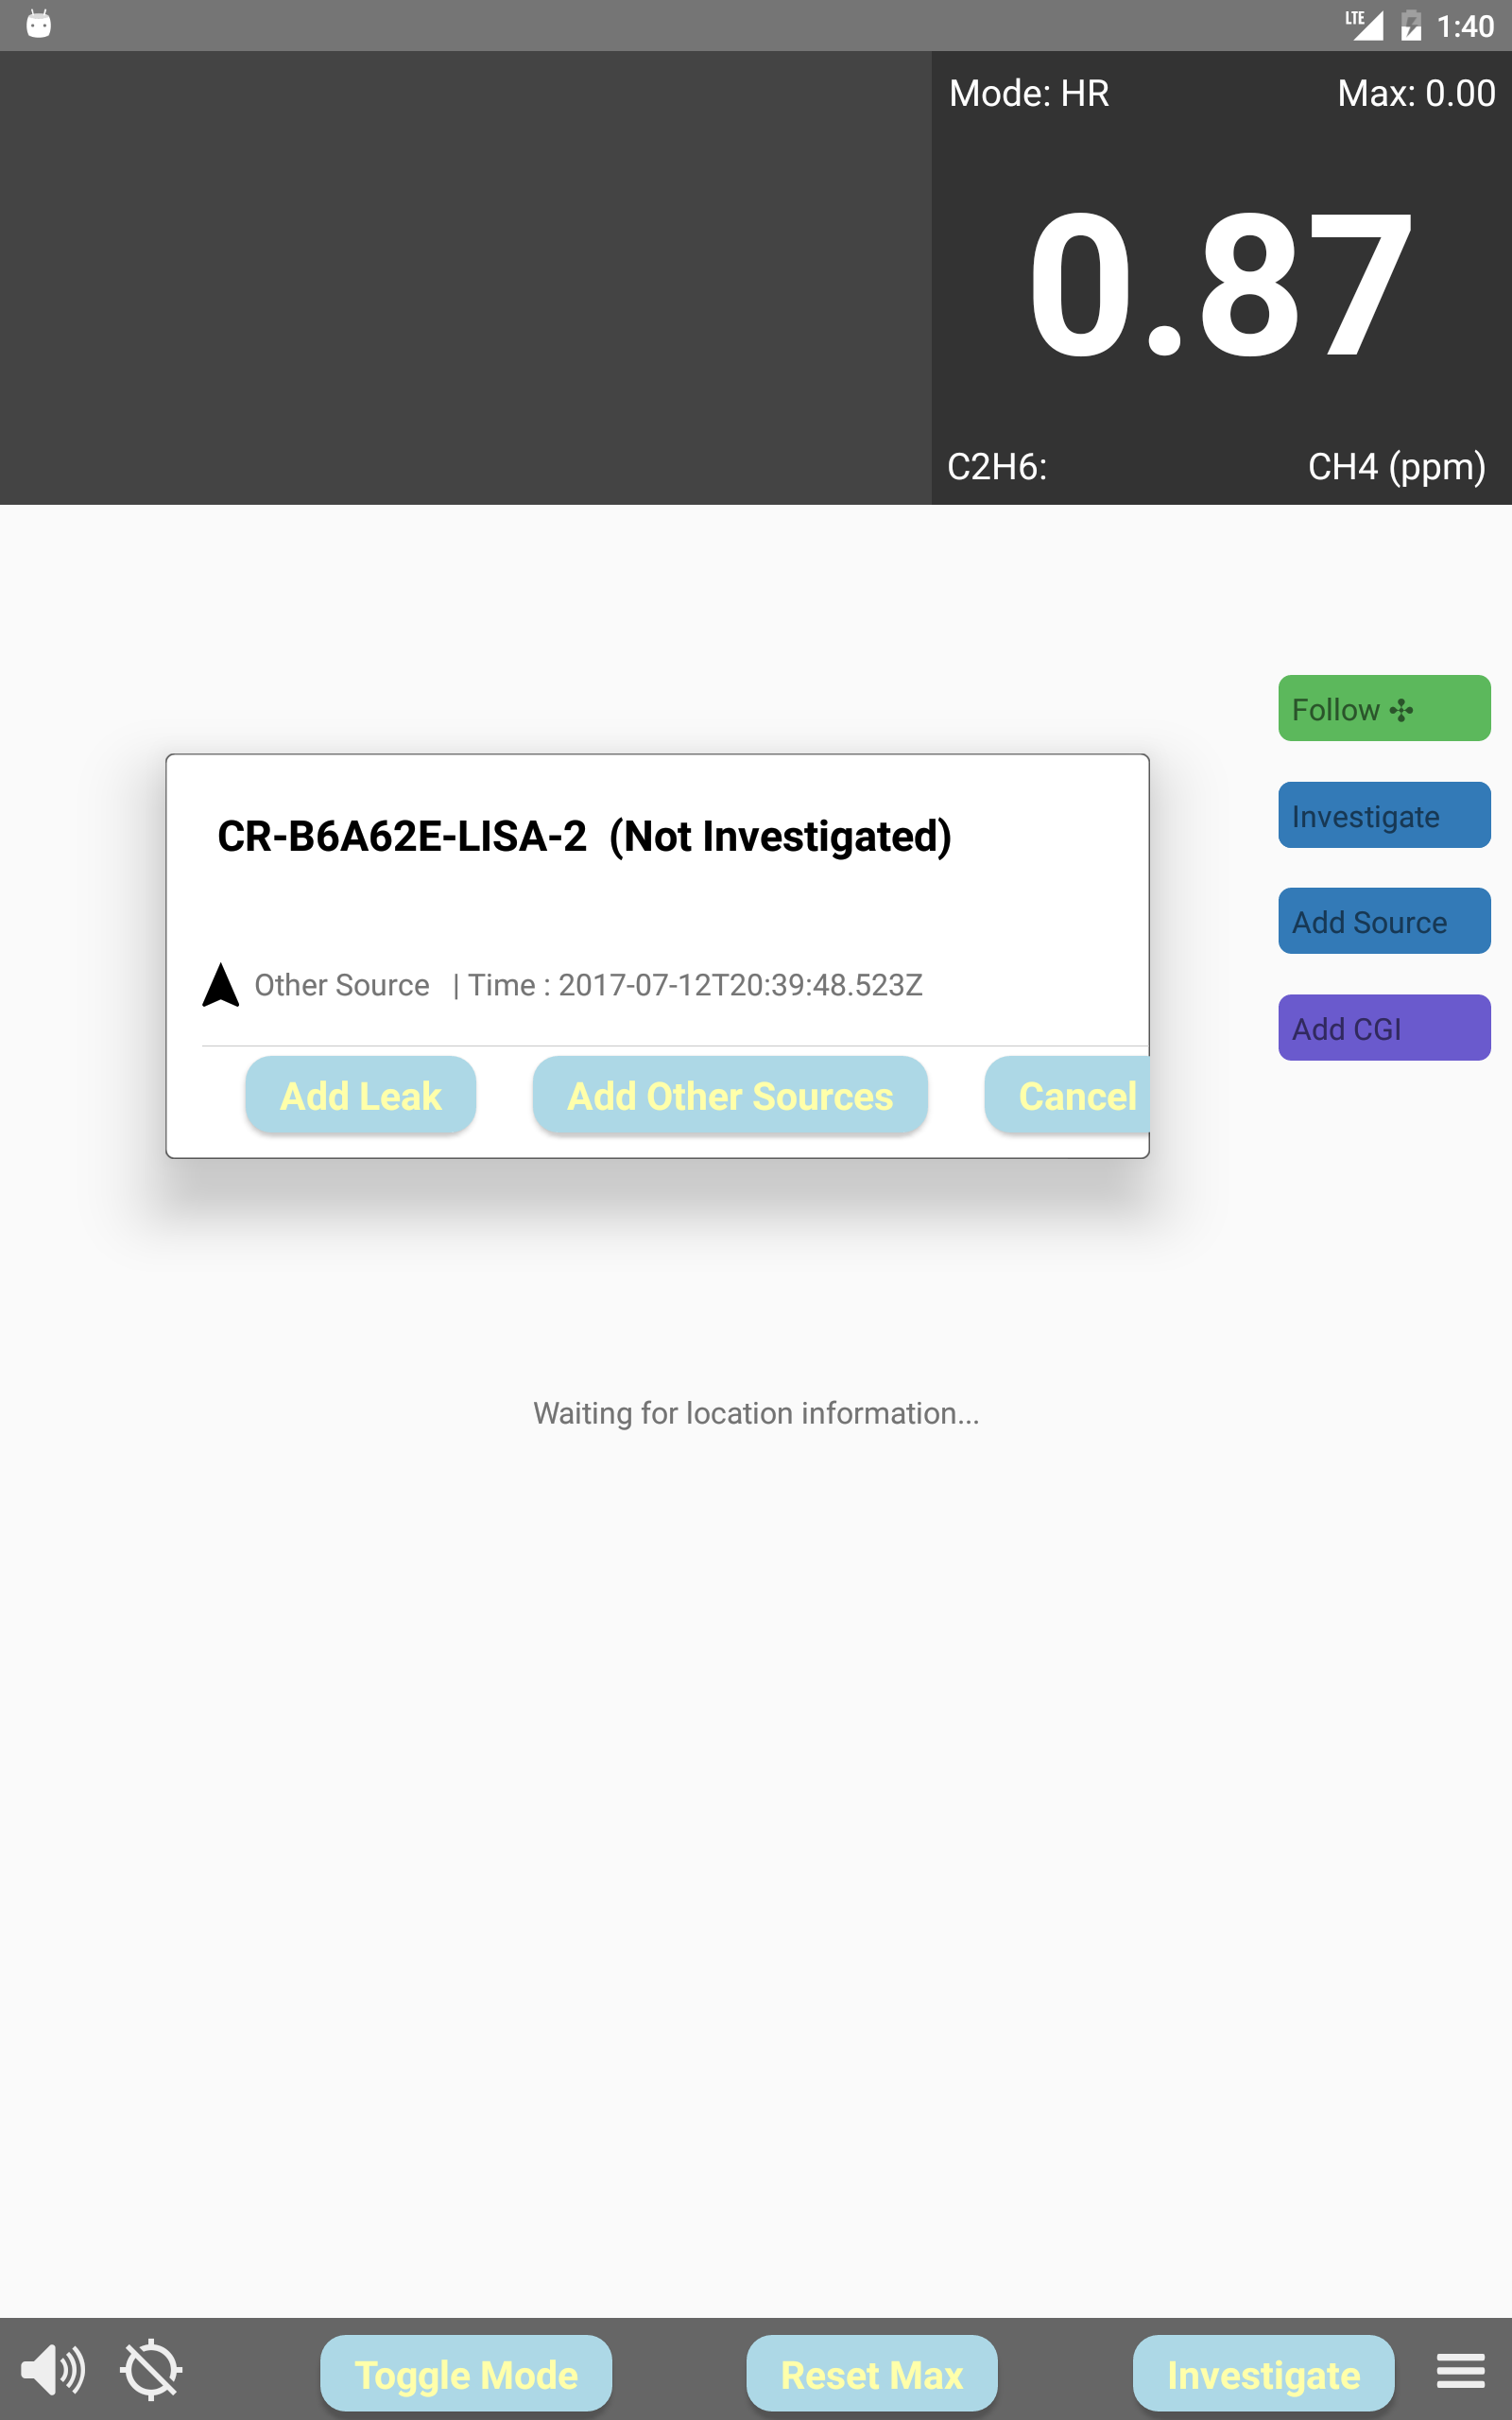 LTE 1:40
Mode: HR Max: 0.00
0.87
C2H6: CH4 (ppm)
Follow
Investigate
Add Source
Add CGI
CR-B6A62E-LISA-2 (Not Investigated)
Other Source | Time : 2017-07-12T20:39:48.523Z
Add Leak Add Other Sources Cancel
Waiting for location information...
Toggle Mode Reset Max Investigate